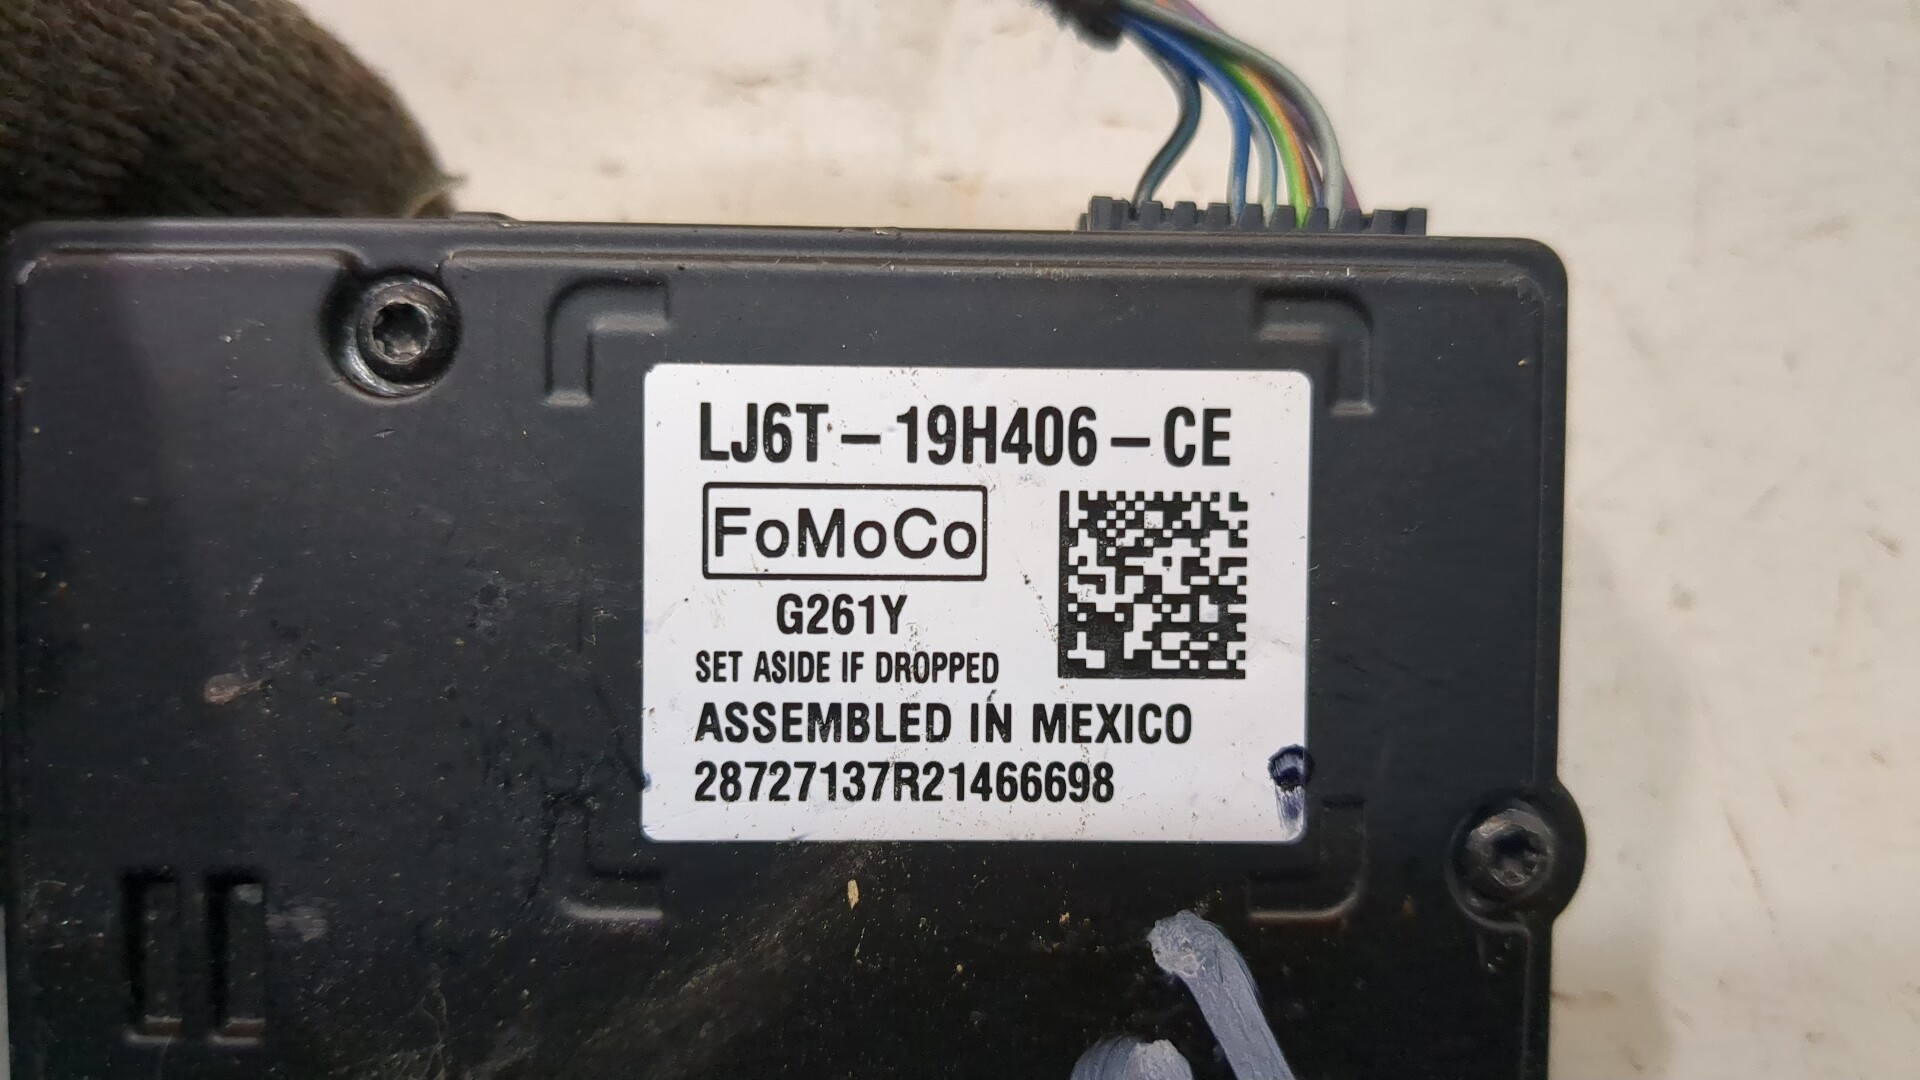 LJ6T-19H406-CE
FoMoCo
G261Y
SET ASIDE IF DROPPED
ASSEMBLED IN MEXICO
28727137R21466698